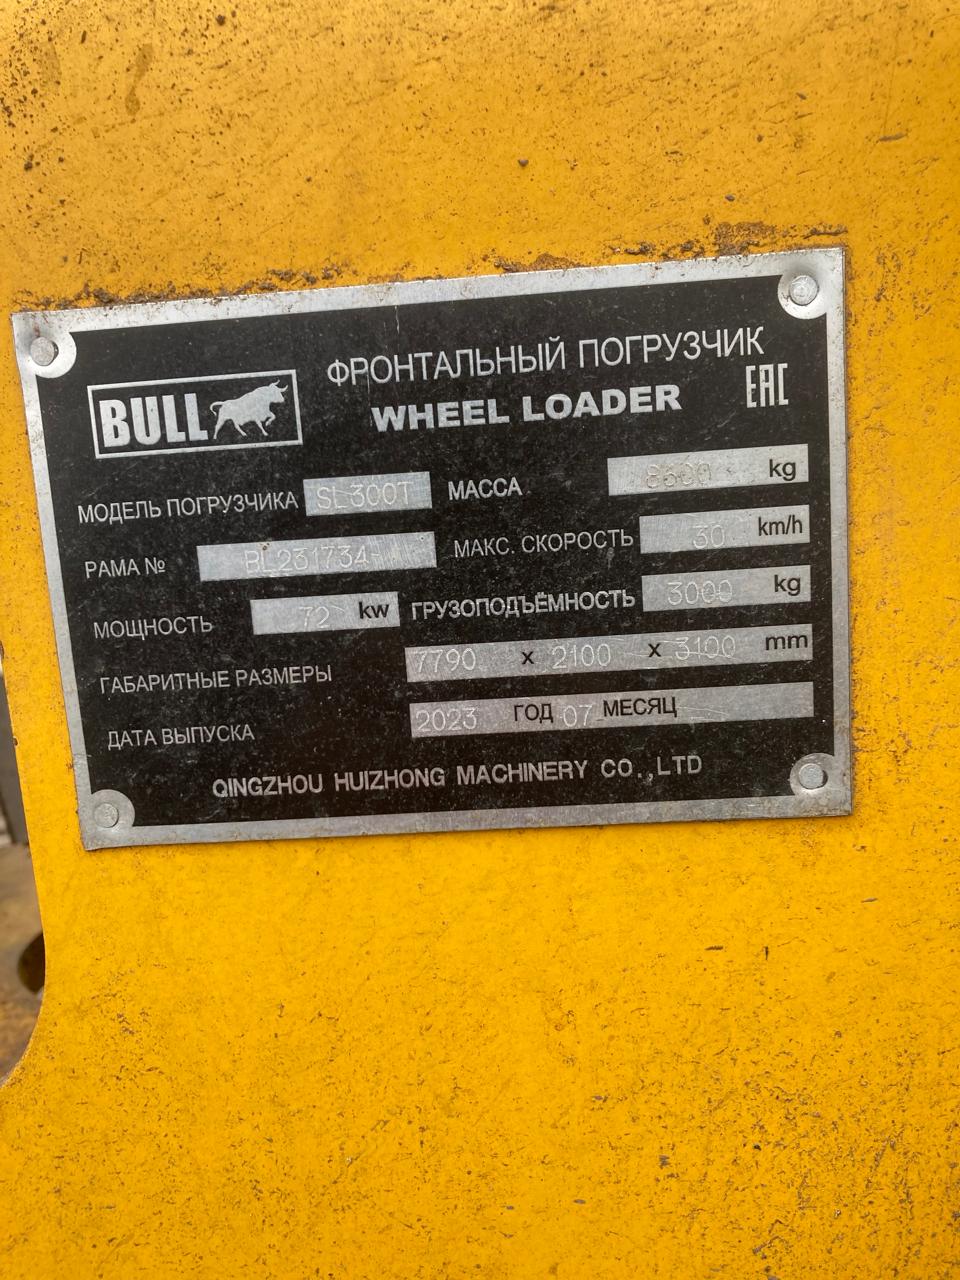 ФРОНТАЛЬНЫЙ ПОГРУЗЧИК
BULL WHEEL LOADER EAC
МОДЕЛЬ ПОГРУЗЧИКА SL300T МАССА kg
РАМА № BL231734 МАКС. СКОРОСТЬ 30 km/h
МОЩНОСТЬ 72 kw ГРУЗОПОДЪЁМНОСТЬ 3000 kg
ГАБАРИТНЫЕ РАЗМЕРЫ 7790 x 2100 x 3100 mm
ДАТА ВЫПУСКА 2023 ГОД 07 МЕСЯЦ
QINGZHOU HUIZHONG MACHINERY CO.,LTD